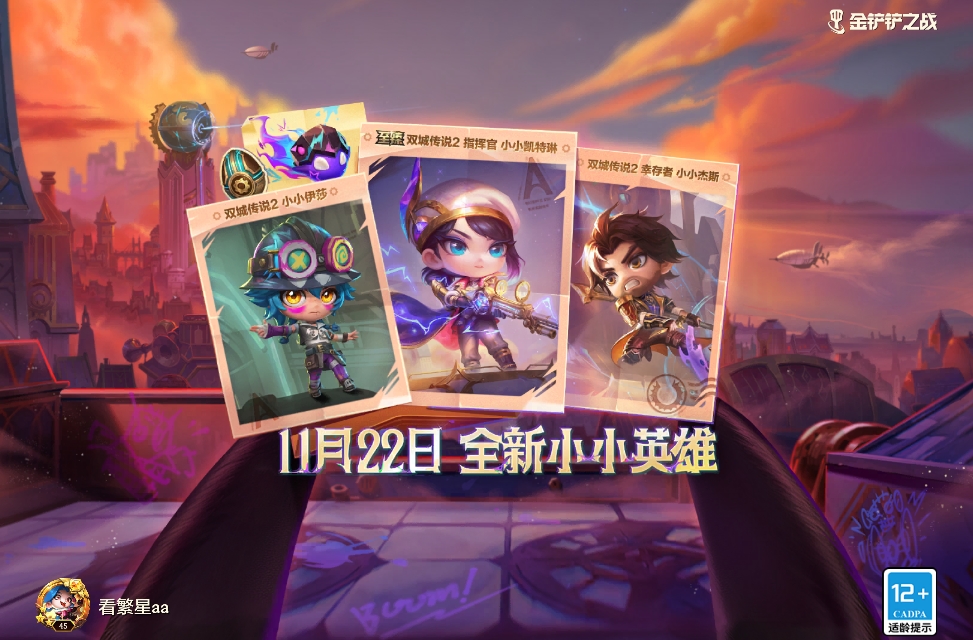 金铲铲之战
双城传说2 小小伊莎
至臻 双城传说2 指挥官 小小凯特琳
双城传说2 幸存者 小小杰斯
11月22日 全新小小英雄
Boom!
45
看繁星aa
12+
CADPA
适龄提示